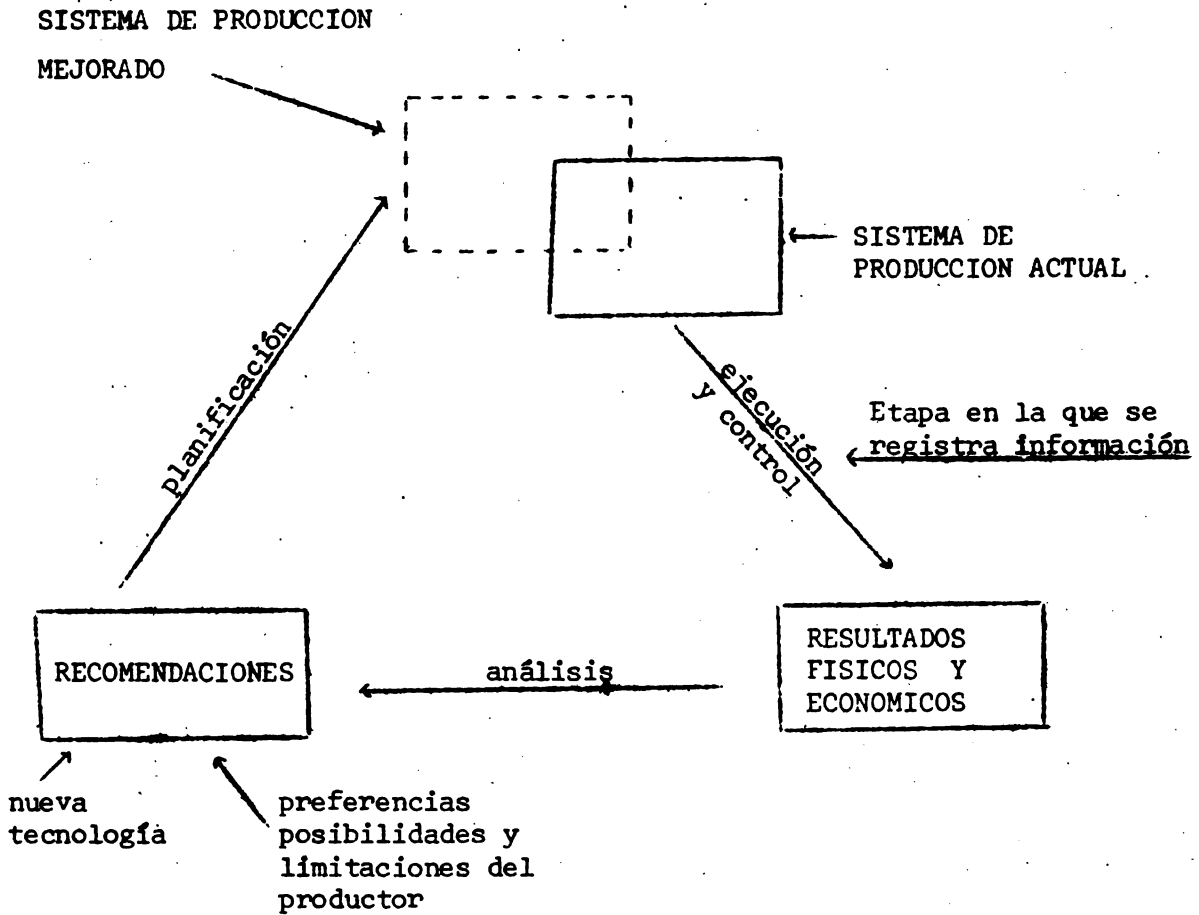 SISTEMA DE PRODUCCION
MEJORADO
SISTEMA DE
PRODUCCION ACTUAL
planificación
ejecución
y control
Etapa en la que se
registra información
RECOMENDACIONES
análisis
RESULTADOS
FISICOS Y
ECONOMICOS
nueva
tecnología
preferencias
posibilidades y
limitaciones del
productor